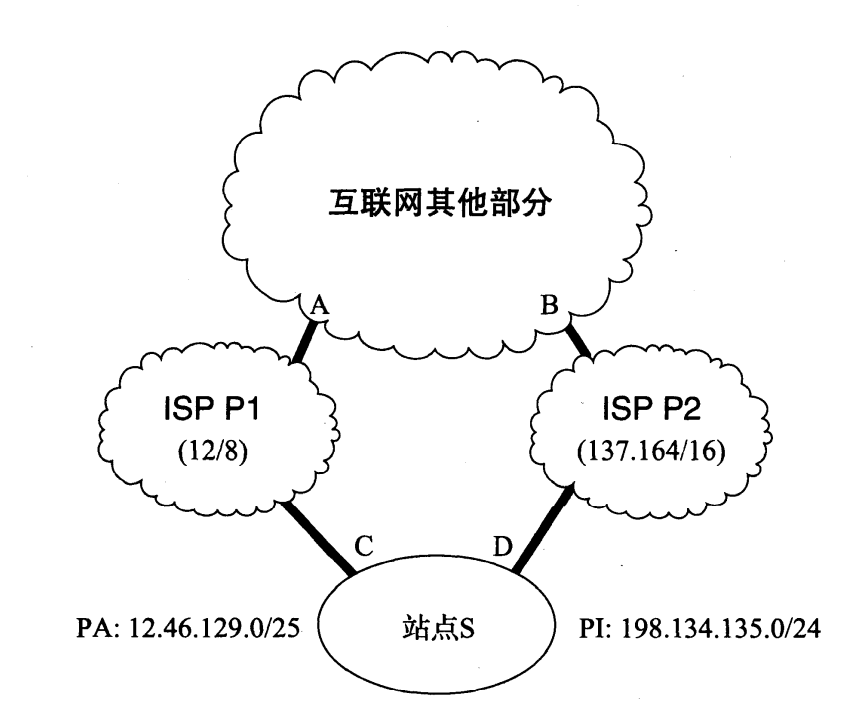 互联网其他部分
A
B
ISP P1
(12/8)
ISP P2
(137.164/16)
C
D
PA: 12.46.129.0/25
站点S
PI: 198.134.135.0/24